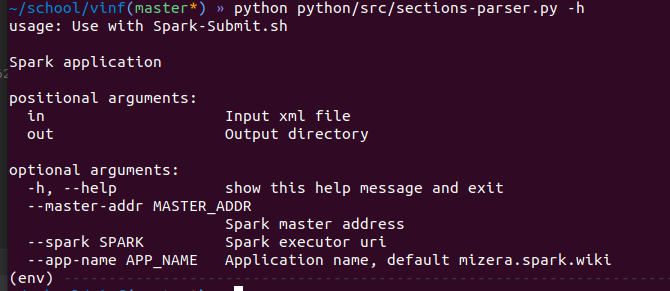 ~/school/vinf(master*) » python python/src/sections-parser.py -h
usage: Use with Spark-Submit.sh

Spark application

positional arguments:
  in                    Input xml file
  out                   Output directory

optional arguments:
  -h, --help            show this help message and exit
  --master-addr MASTER_ADDR
                        Spark master address
  --spark SPARK         Spark executor uri
  --app-name APP_NAME   Application name, default mizera.spark.wiki
(env)